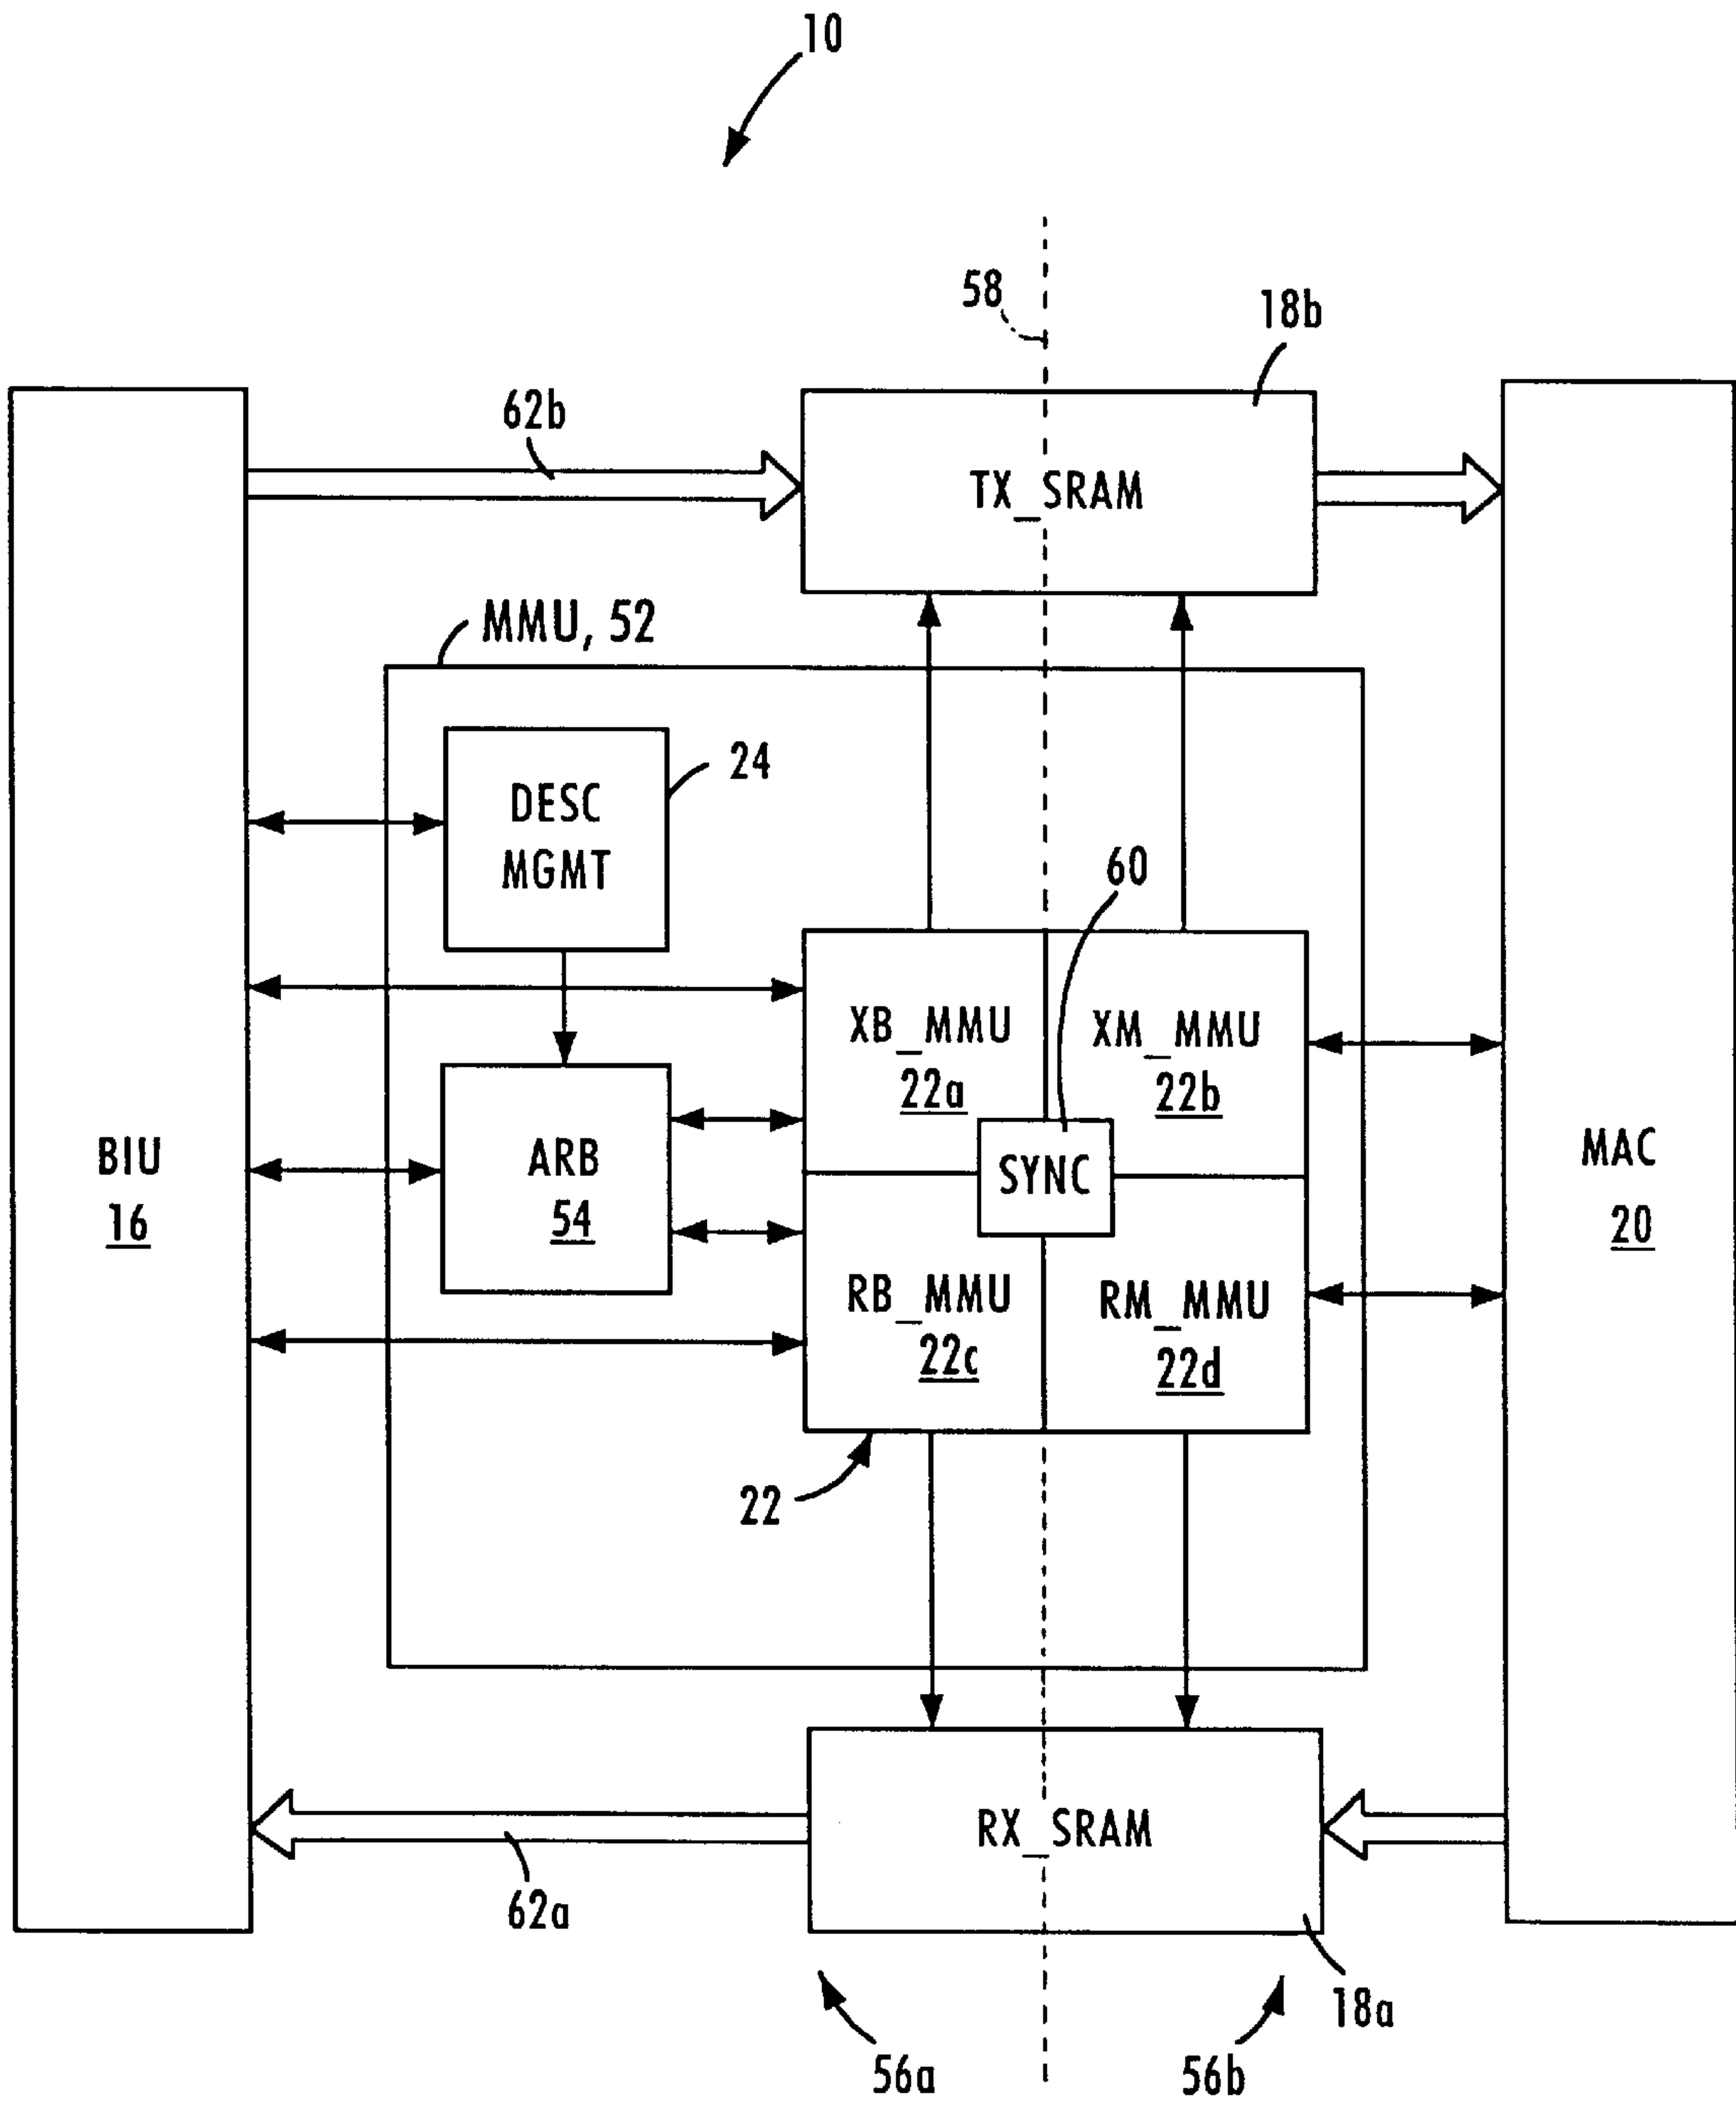 10
58
18b
62b
TX_SRAM
MMU, 52
24
DESC
MGMT
60
XB_MMU
22a
XM_MMU
22b
BIU
16
ARB
54
SYNC
MAC
20
RB_MMU
22c
RM_MMU
22d
22
RX_SRAM
62a
18a
56a
56b